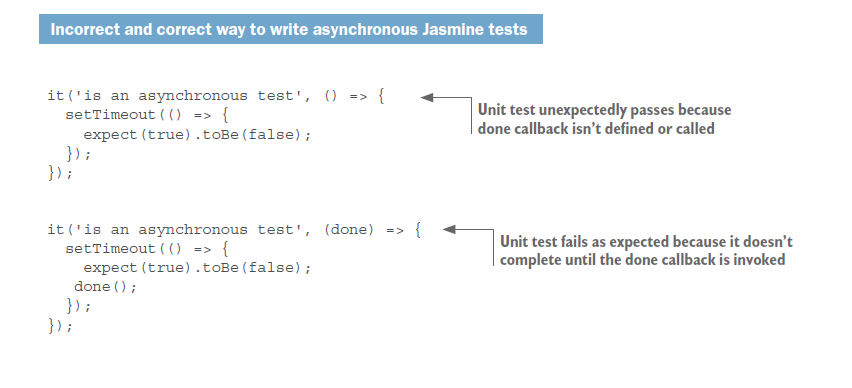 Incorrect and correct way to write asynchronous Jasmine tests
it('is an asynchronous test', () => {
  setTimeout(() => {
    expect(true).toBe(false);
  });
});
Unit test unexpectedly passes because
done callback isn't defined or called
it('is an asynchronous test', (done) => {
  setTimeout(() => {
    expect(true).toBe(false);
   done();
  });
});
Unit test fails as expected because it doesn't
complete until the done callback is invoked